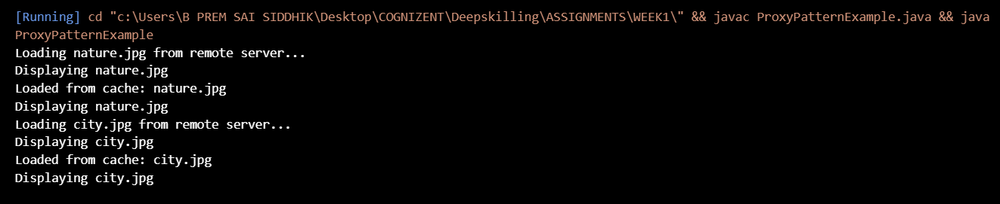 [Running] cd "c:\Users\B PREM SAI SIDDHIK\Desktop\COGNIZENT\Deepskilling\ASSIGNMENTS\WEEK1\" && javac ProxyPatternExample.java && java
ProxyPatternExample
Loading nature.jpg from remote server...
Displaying nature.jpg
Loaded from cache: nature.jpg
Displaying nature.jpg
Loading city.jpg from remote server...
Displaying city.jpg
Loaded from cache: city.jpg
Displaying city.jpg